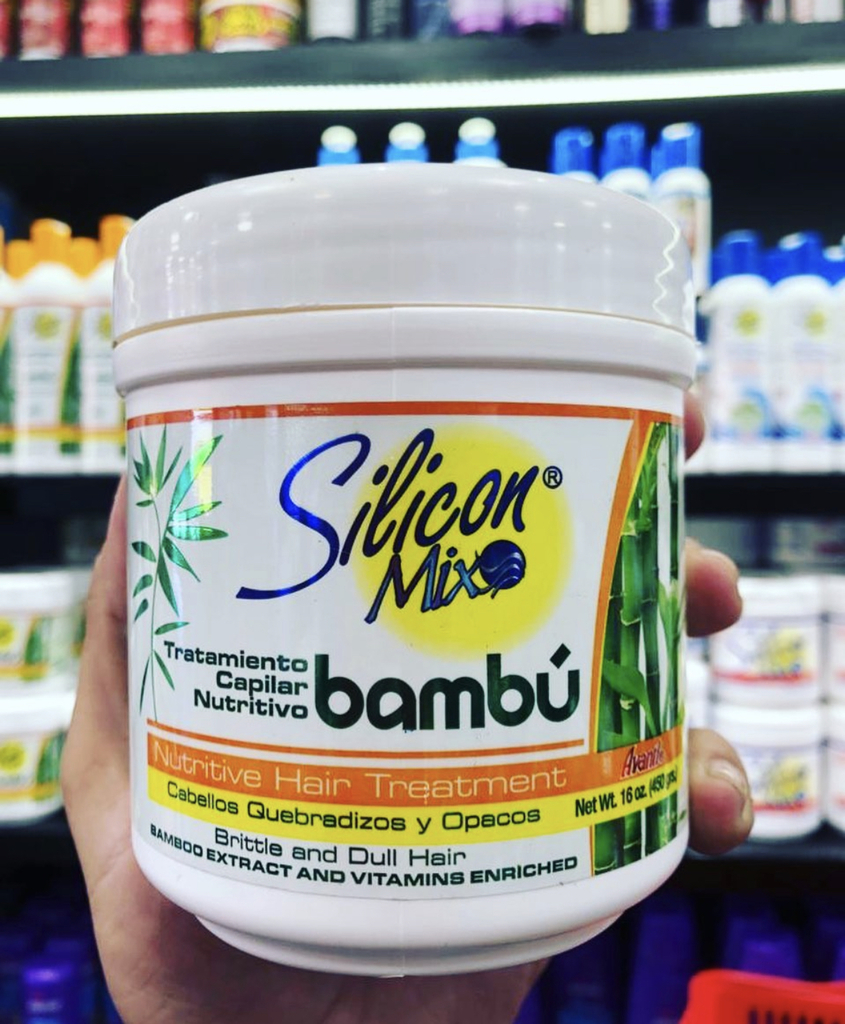 Silicon®
Mix
Tratamiento
Capilar
Nutritivo
bambú
Nutritive Hair Treatment
Avanti
Cabellos Quebradizos y Opacos
Net Wt. 16 oz. (450 grs.)
Brittle and Dull Hair
BAMBOO EXTRACT AND VITAMINS ENRICHED